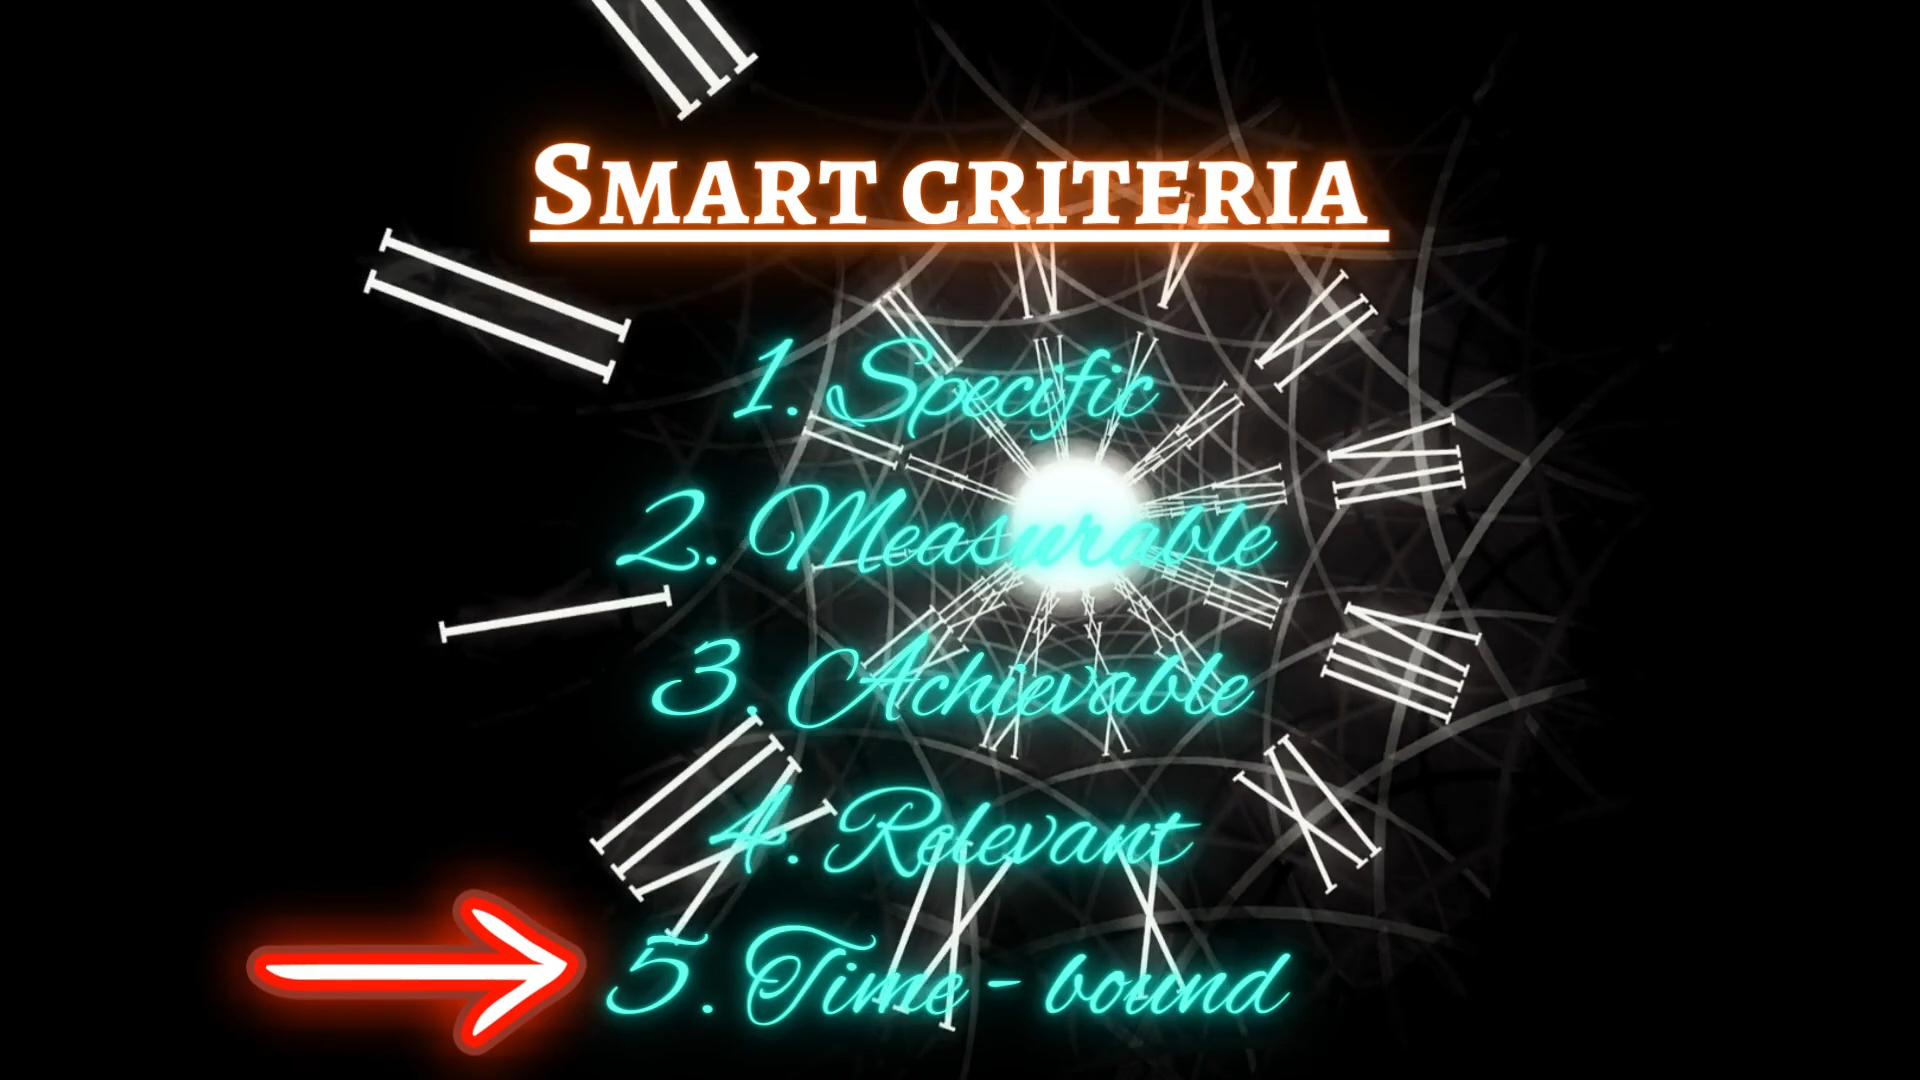 Smart criteria
1. Specific
2. Measurable
3. Achievable
4. Relevant
5. Time - bound